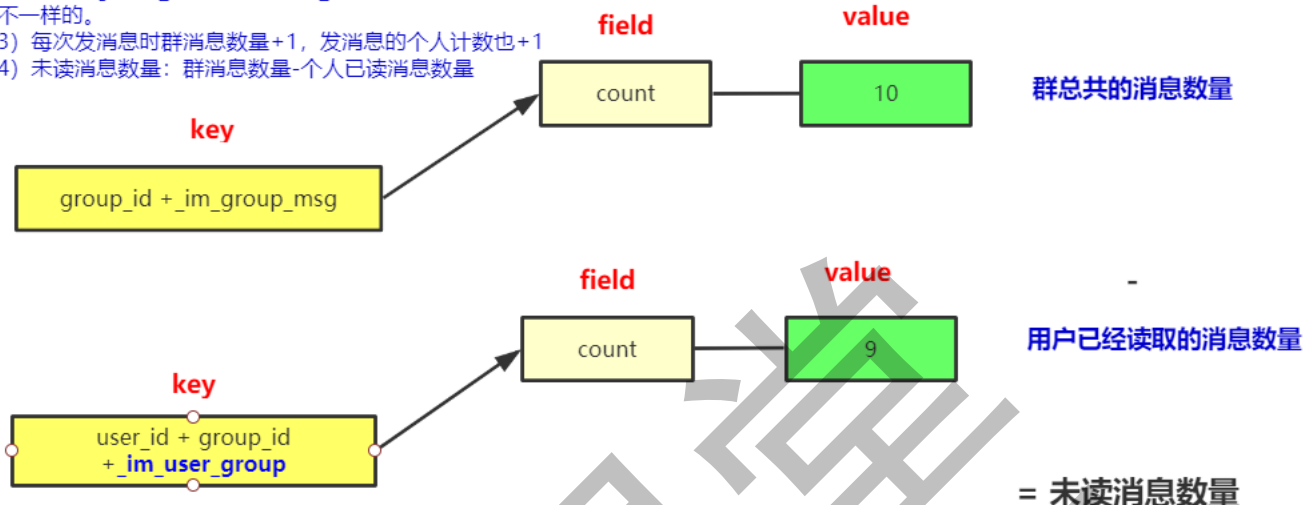 不一样的。
3）每次发消息时群消息数量+1，发消息的个人计数也+1
4）未读消息数量：群消息数量-个人已读消息数量
field
value
count
10
群总共的消息数量
key
group_id +_im_group_msg
field
value
-
count
9
用户已经读取的消息数量
key
user_id + group_id
+_im_user_group
= 未读消息数量